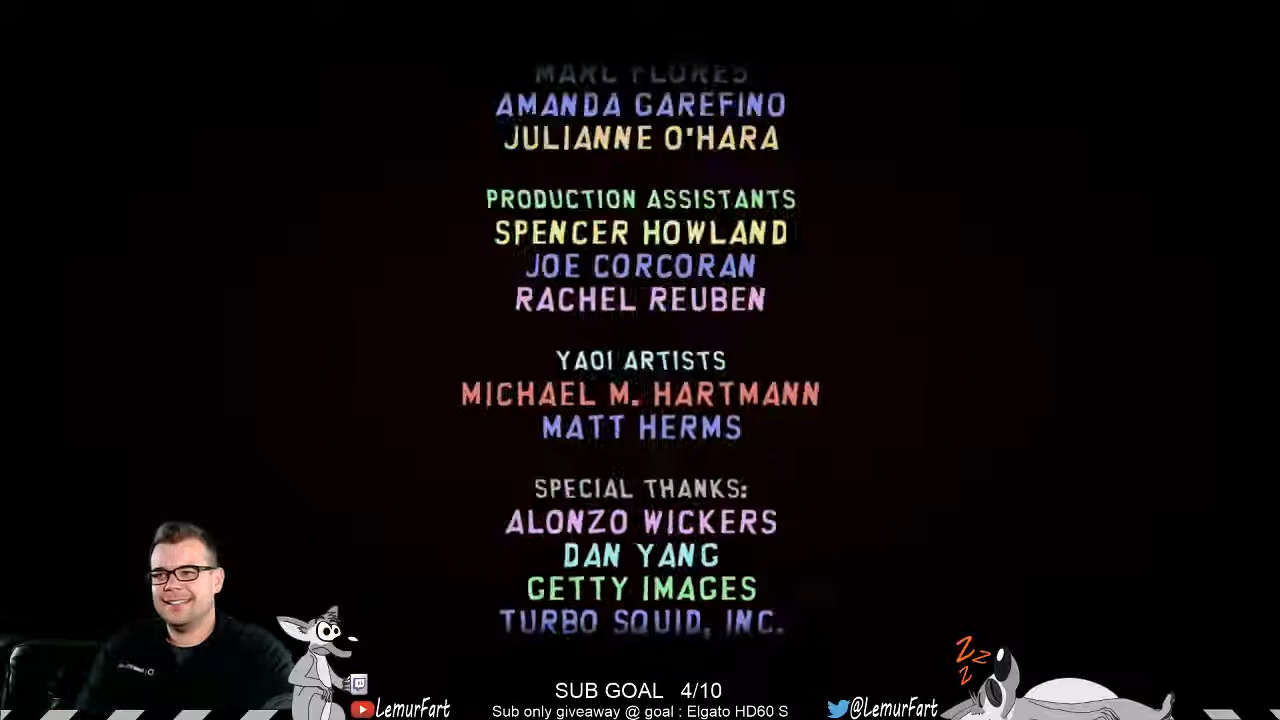 MARC FLORES
AMANDA GAREFINO
JULIANNE O'HARA
PRODUCTION ASSISTANTS
SPENCER HOWLAND
JOE CORCORAN
RACHEL REUBEN
YAOI ARTISTS
MICHAEL M. HARTMANN
MATT HERMS
SPECIAL THANKS:
ALONZO WICKERS
DAN YANG
GETTY IMAGES
TURBO SQUID, INC.
Z Z Z
SUB GOAL 4/10
LemurFart
Sub only giveaway @ goal : Elgato HD60 S
@LemurFart